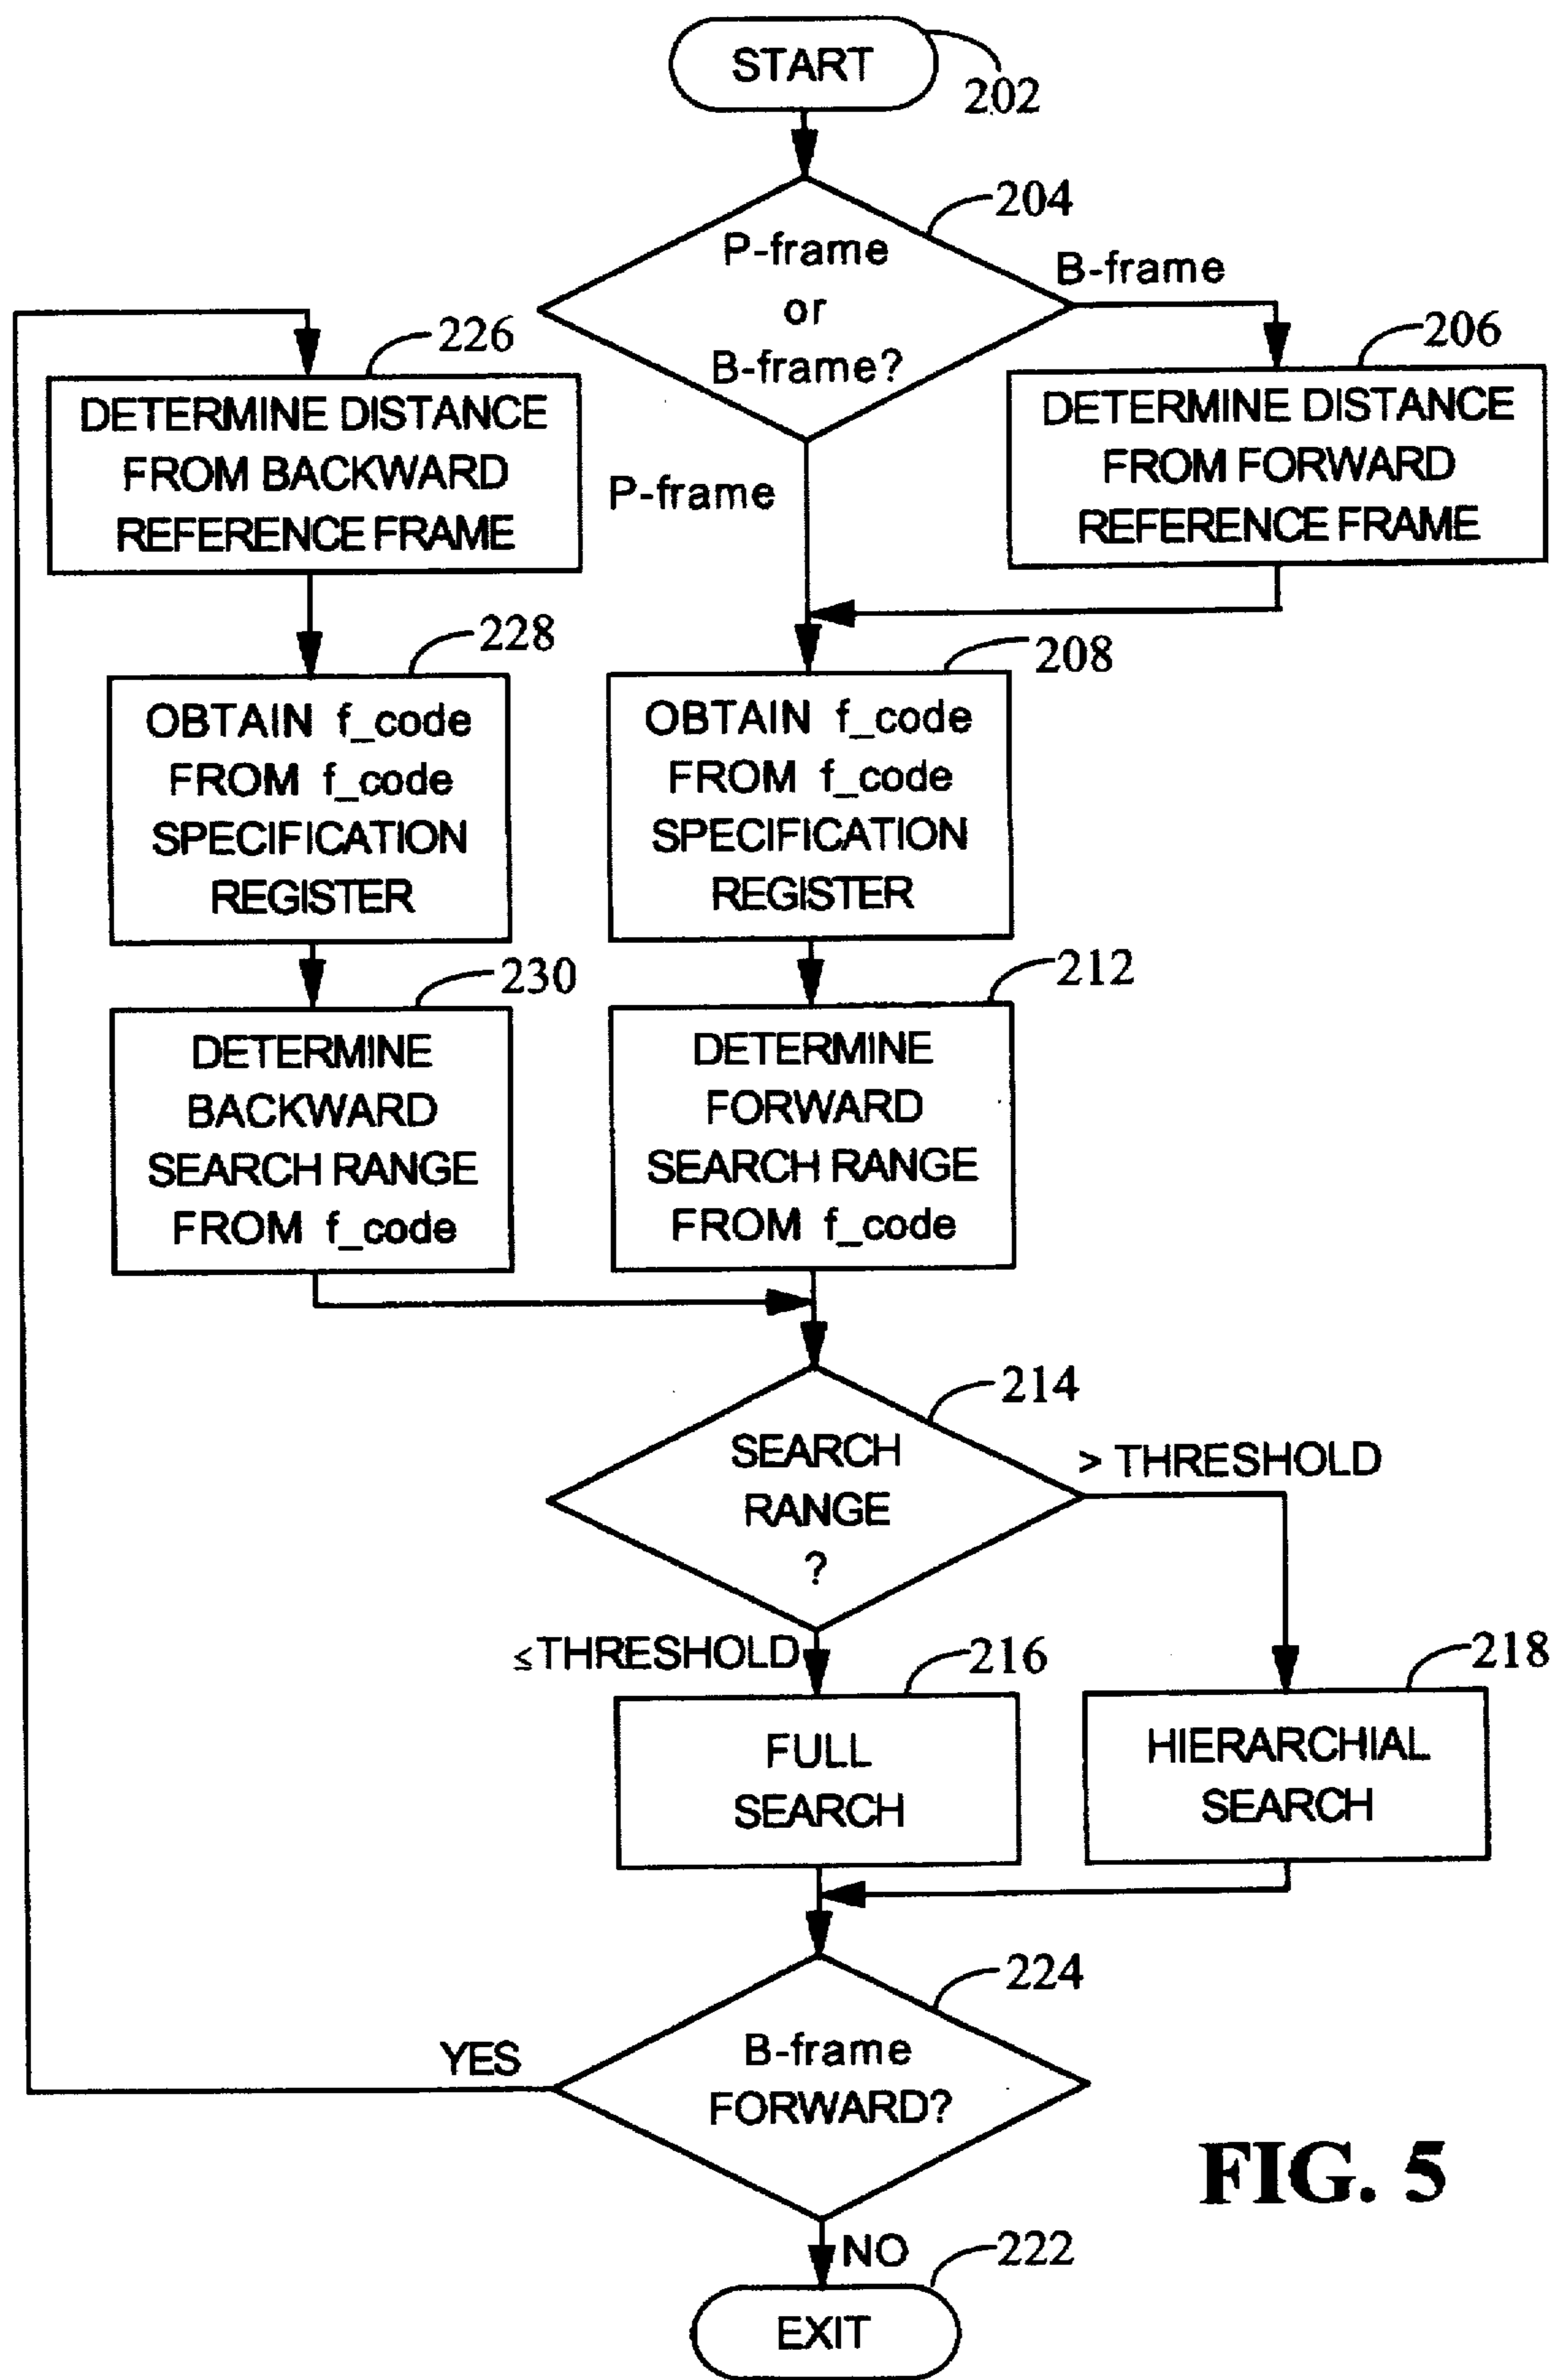 START
202
P-frame
or
B-frame?
204
B-frame
P-frame
206
DETERMINE DISTANCE
FROM FORWARD
REFERENCE FRAME
226
DETERMINE DISTANCE
FROM BACKWARD
REFERENCE FRAME
228
OBTAIN f_code
FROM f_code
SPECIFICATION
REGISTER
208
OBTAIN f_code
FROM f_code
SPECIFICATION
REGISTER
230
DETERMINE
BACKWARD
SEARCH RANGE
FROM f_code
212
DETERMINE
FORWARD
SEARCH RANGE
FROM f_code
214
SEARCH
RANGE
?
> THRESHOLD
≤THRESHOLD
216
FULL
SEARCH
218
HIERARCHIAL
SEARCH
224
B-frame
FORWARD?
YES
NO
222
EXIT
FIG. 5